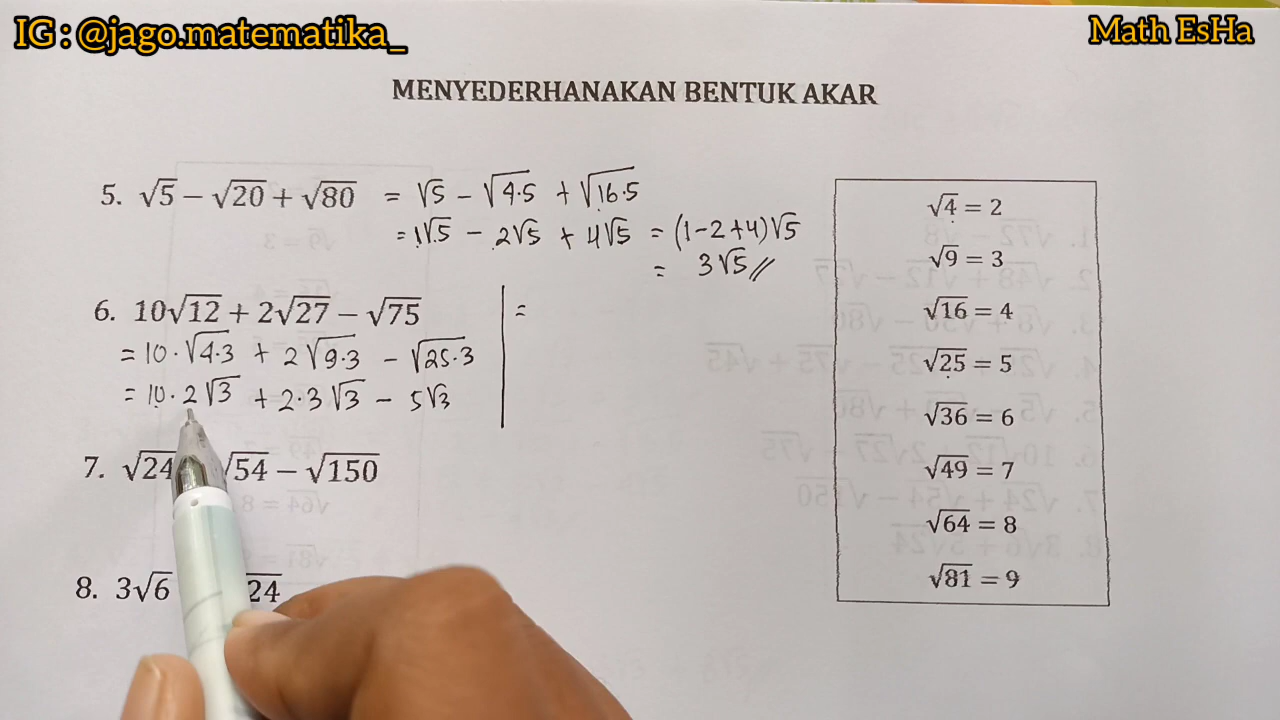 IG : @jago.matematika_
Math EsHa
MENYEDERHANAKAN BENTUK AKAR
5. √5 − √20 + √80 = √5 − √4·5 + √16·5
= 1√5 − 2√5 + 4√5 = (1−2+4)√5
= 3√5 //
6. 10√12 + 2√27 − √75 =
= 10·√4·3 + 2√9·3 − √25·3
= 10·2√3 + 2·3√3 − 5√3
7. √24 √54 − √150
8. 3√6 24
√4 = 2
√9 = 3
√16 = 4
√25 = 5
√36 = 6
√49 = 7
√64 = 8
√81 = 9